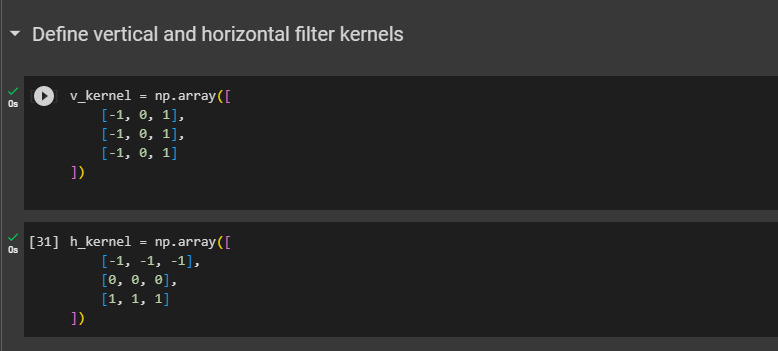 Define vertical and horizontal filter kernels
0s
v_kernel = np.array([
[-1, 0, 1],
[-1, 0, 1],
[-1, 0, 1]
])
0s
[31] h_kernel = np.array([
[-1, -1, -1],
[0, 0, 0],
[1, 1, 1]
])